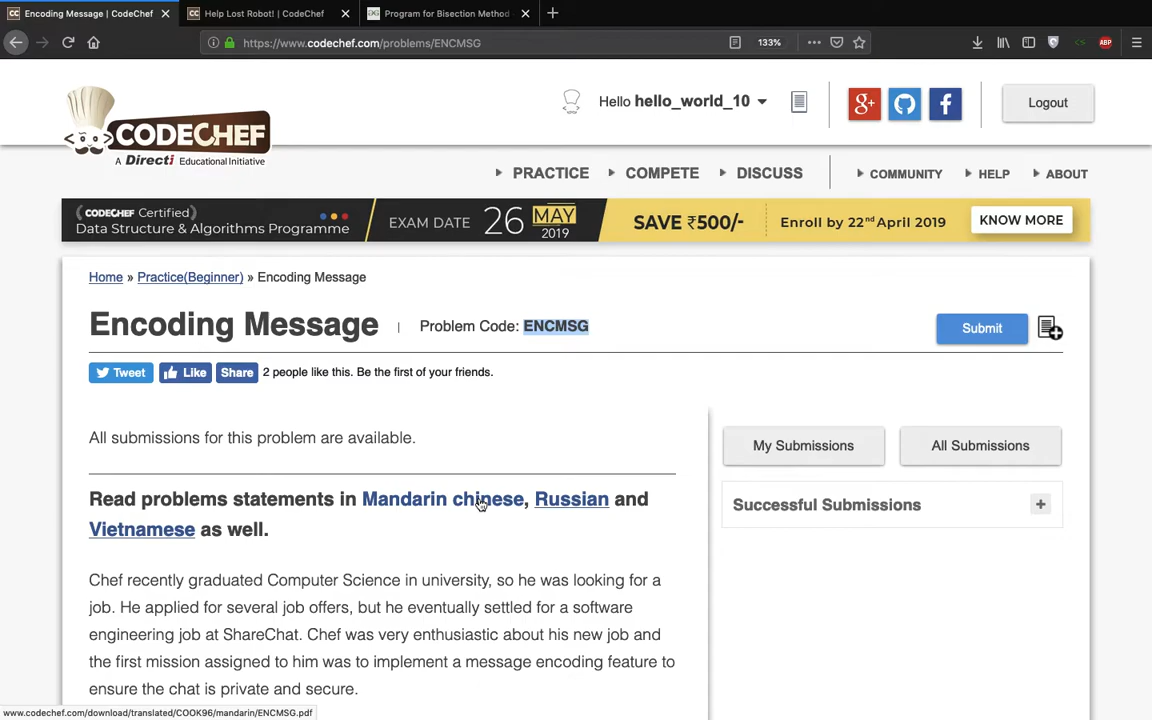 Encoding Message | CodeChef
Help Lost Robot! | CodeChef
Program for Bisection Method
https://www.codechef.com/problems/ENCMSG
133%
ABP
CODECHEF
A Directi Educational Initiative
Hello hello_world_10
Logout
PRACTICE COMPETE DISCUSS COMMUNITY HELP ABOUT
CODECHEF Certified
Data Structure & Algorithms Programme
EXAM DATE 26 MAY 2019
SAVE ₹500/-
Enroll by 22nd April 2019
KNOW MORE
Home » Practice(Beginner) » Encoding Message
Encoding Message | Problem Code: ENCMSG
Submit
Tweet Like Share 2 people like this. Be the first of your friends.
All submissions for this problem are available.
My Submissions All Submissions
Successful Submissions +
Read problems statements in Mandarin chinese, Russian and
Vietnamese as well.
Chef recently graduated Computer Science in university, so he was looking for a
job. He applied for several job offers, but he eventually settled for a software
engineering job at ShareChat. Chef was very enthusiastic about his new job and
the first mission assigned to him was to implement a message encoding feature to
ensure the chat is private and secure.
www.codechef.com/download/translated/COOK96/mandarin/ENCMSG.pdf